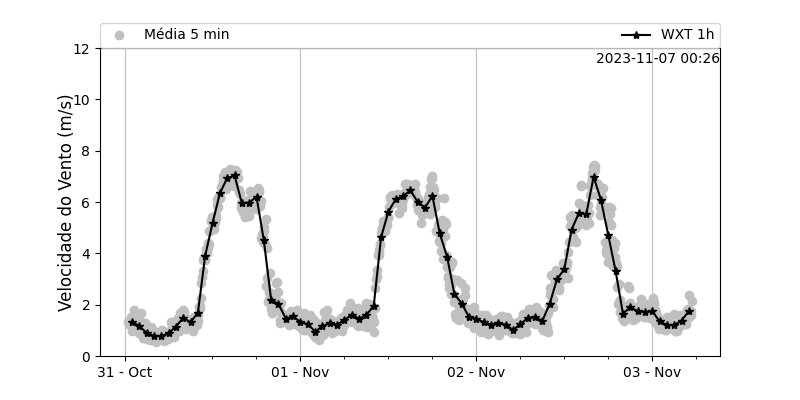 Média 5 min
WXT 1h
2023-11-07 00:26
Velocidade do Vento (m/s)
12
10
8
6
4
2
0
31 - Oct
01 - Nov
02 - Nov
03 - Nov